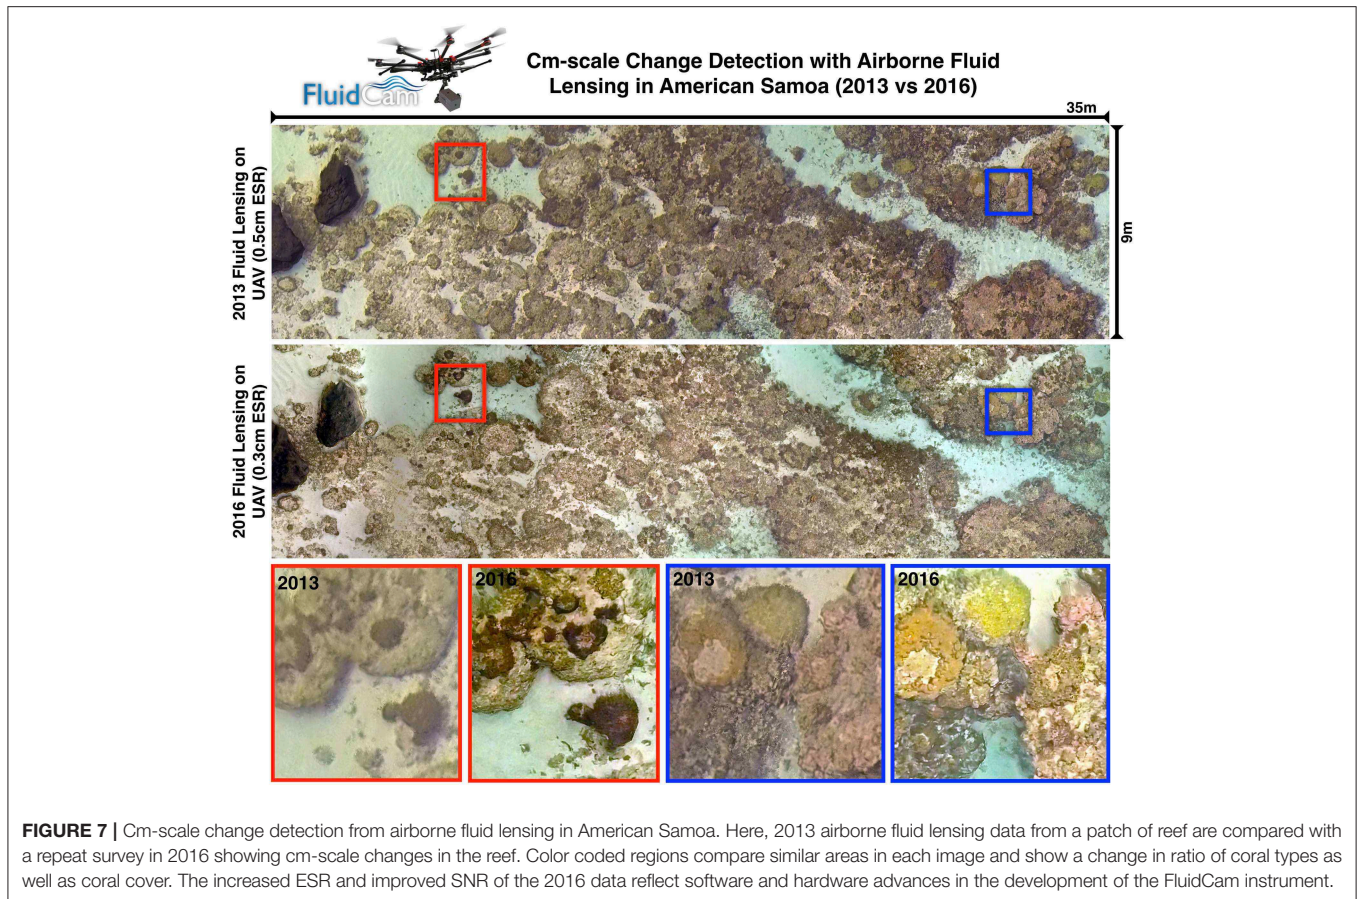 FluidCam
Cm-scale Change Detection with Airborne Fluid
Lensing in American Samoa (2013 vs 2016)
35m
2013 Fluid Lensing on
UAV (0.5cm ESR)
9m
2016 Fluid Lensing on
UAV (0.3cm ESR)
2013
2016
2013
2016
FIGURE 7 | Cm-scale change detection from airborne fluid lensing in American Samoa. Here, 2013 airborne fluid lensing data from a patch of reef are compared with
a repeat survey in 2016 showing cm-scale changes in the reef. Color coded regions compare similar areas in each image and show a change in ratio of coral types as
well as coral cover. The increased ESR and improved SNR of the 2016 data reflect software and hardware advances in the development of the FluidCam instrument.